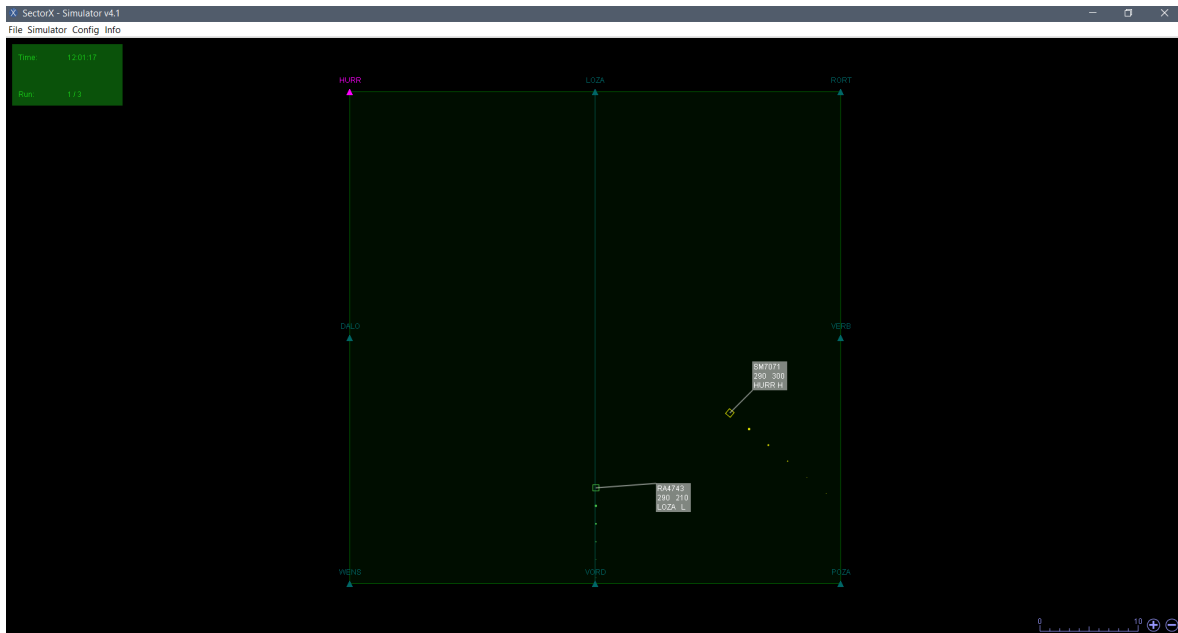 X SectorX - Simulator v4.1
File Simulator Config Info
Time: 12:01:17
Run: 1 / 3
HURR LOZA RORT
DALO VERB
SM7071
290 300
HURR H
RA4743
290 210
LOZA L
WENS VORD POZA
0 10